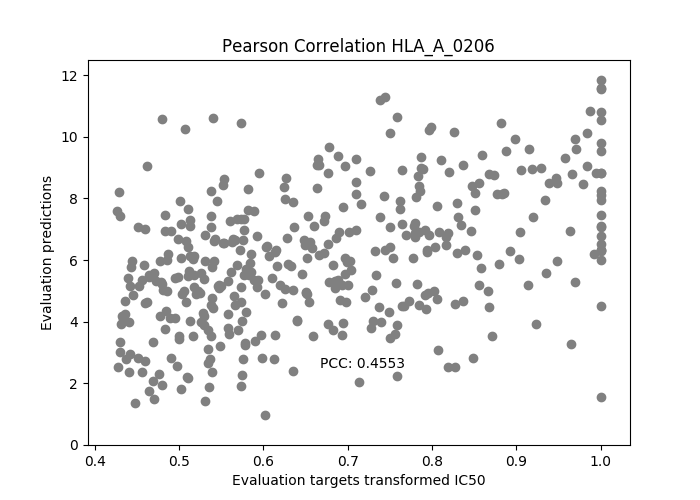 Pearson Correlation HLA_A_0206
12
10
8
6
4
2
0
Evaluation predictions
PCC: 0.4553
0.4 0.5 0.6 0.7 0.8 0.9 1.0
Evaluation targets transformed IC50